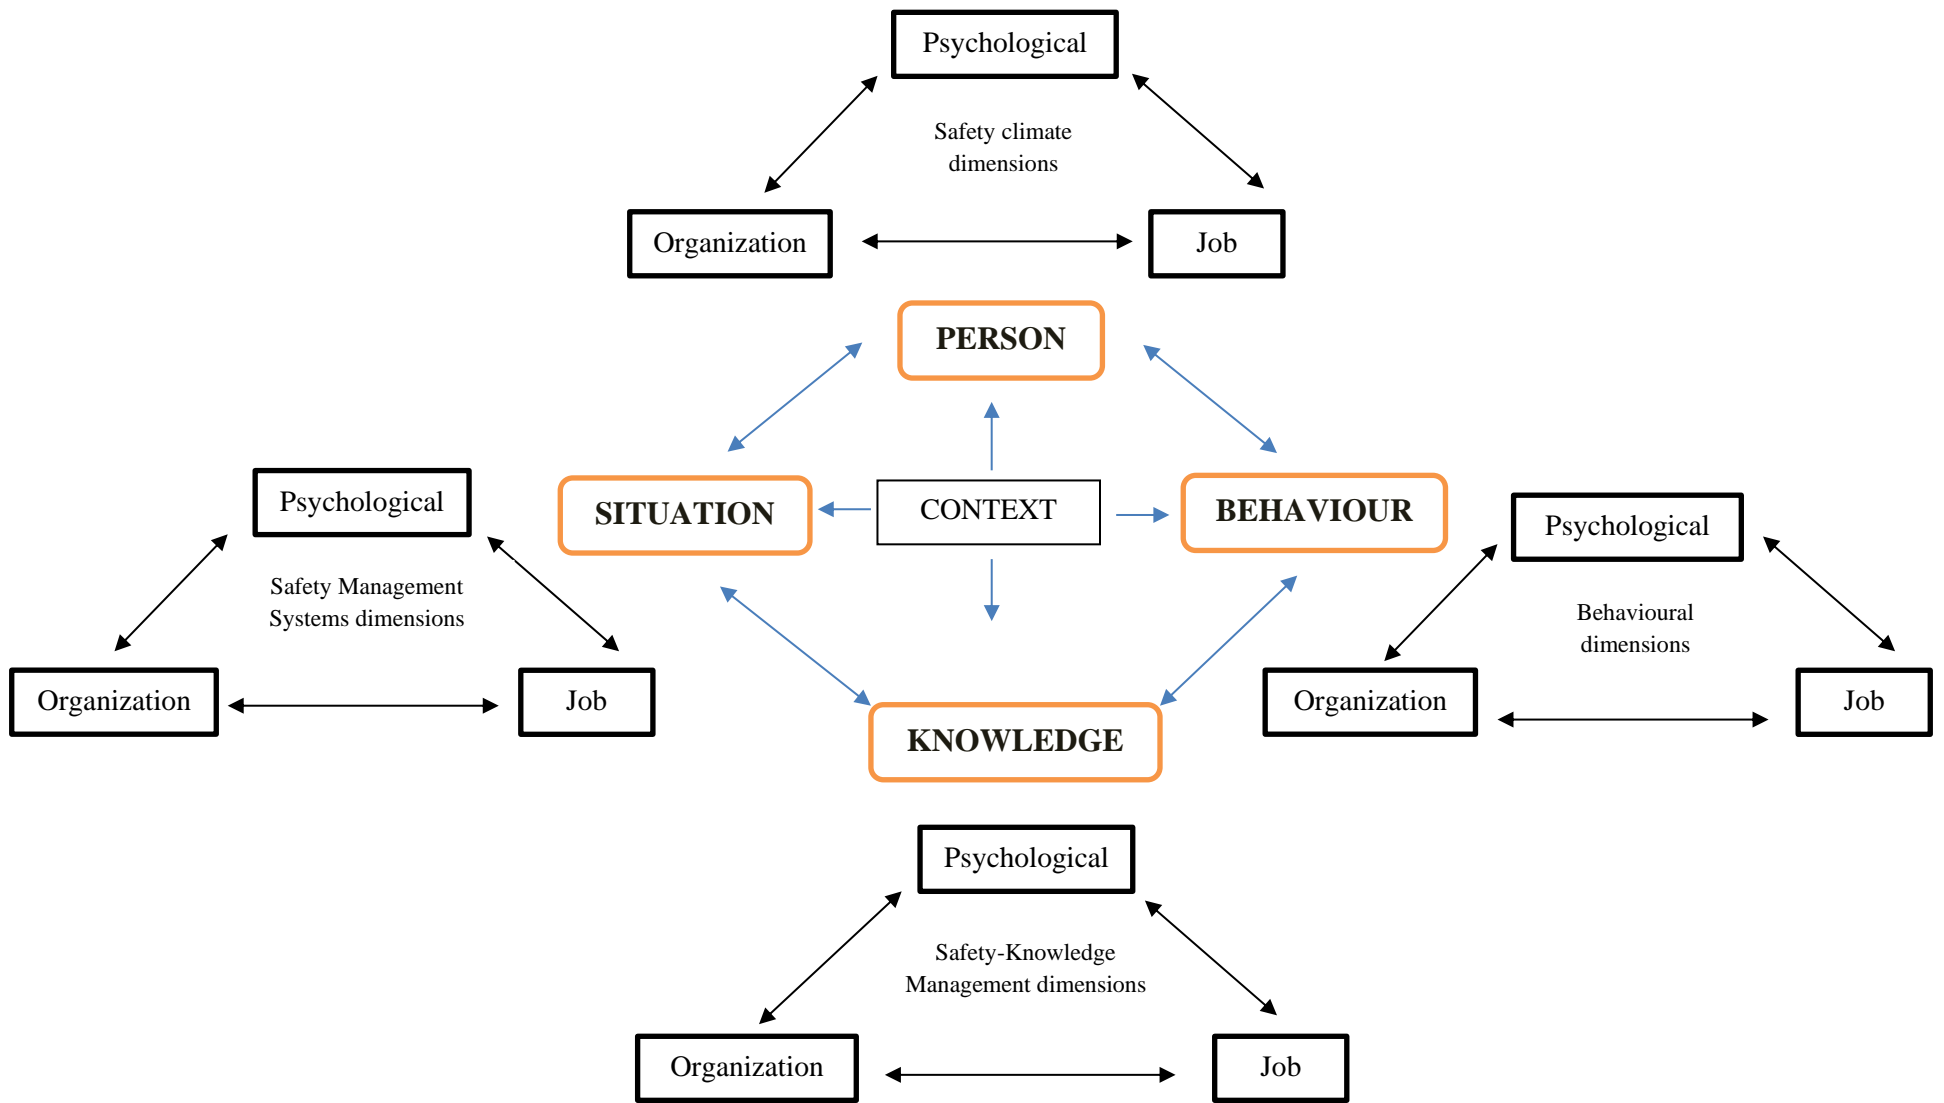 Psychological
Safety climate
dimensions
Organization
Job
PERSON
SITUATION
CONTEXT
BEHAVIOUR
Psychological
Safety Management
Systems dimensions
Organization
Job
Psychological
Behavioural
dimensions
Organization
Job
KNOWLEDGE
Psychological
Safety-Knowledge
Management dimensions
Organization
Job